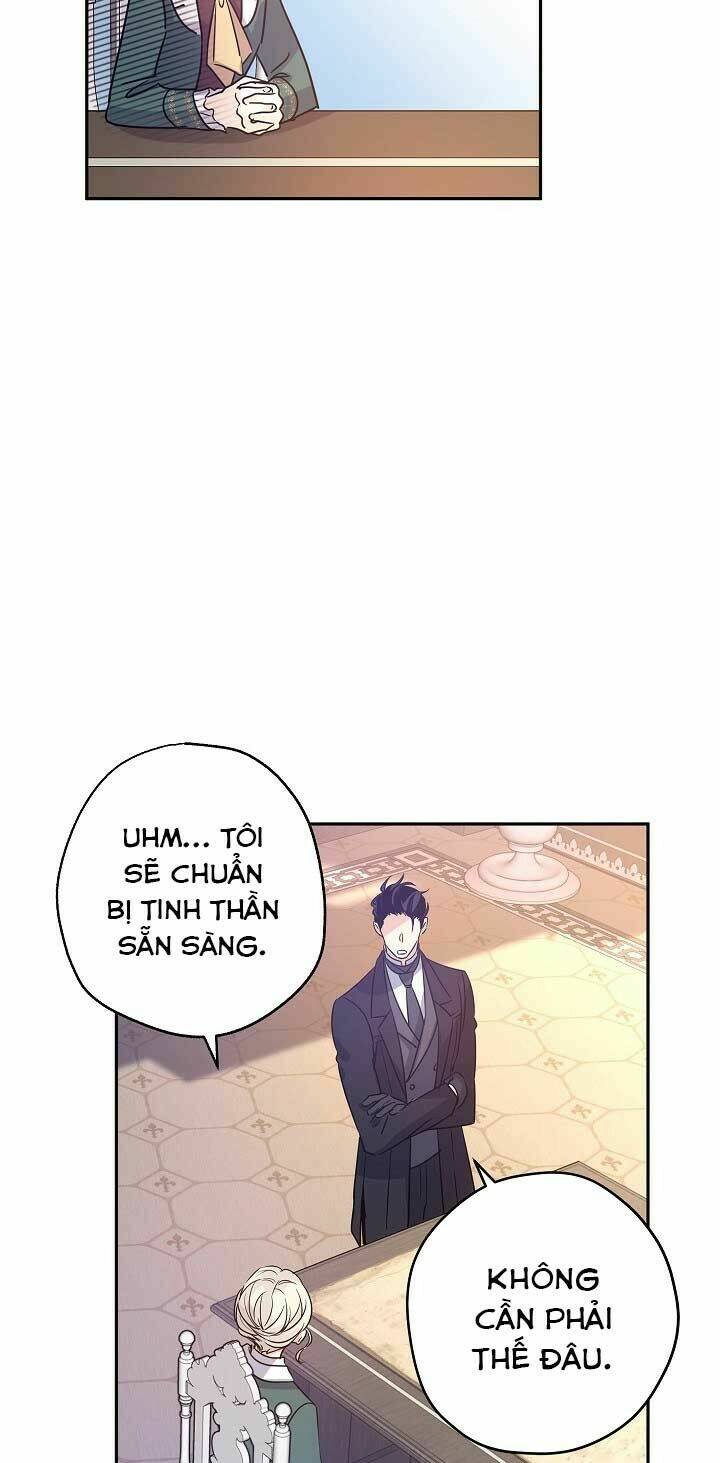 UHM... TÔI
SẼ CHUẨN
BỊ TINH THẦN
SẴN SÀNG.
KHÔNG
CẦN PHẢI
THẾ ĐÂU.